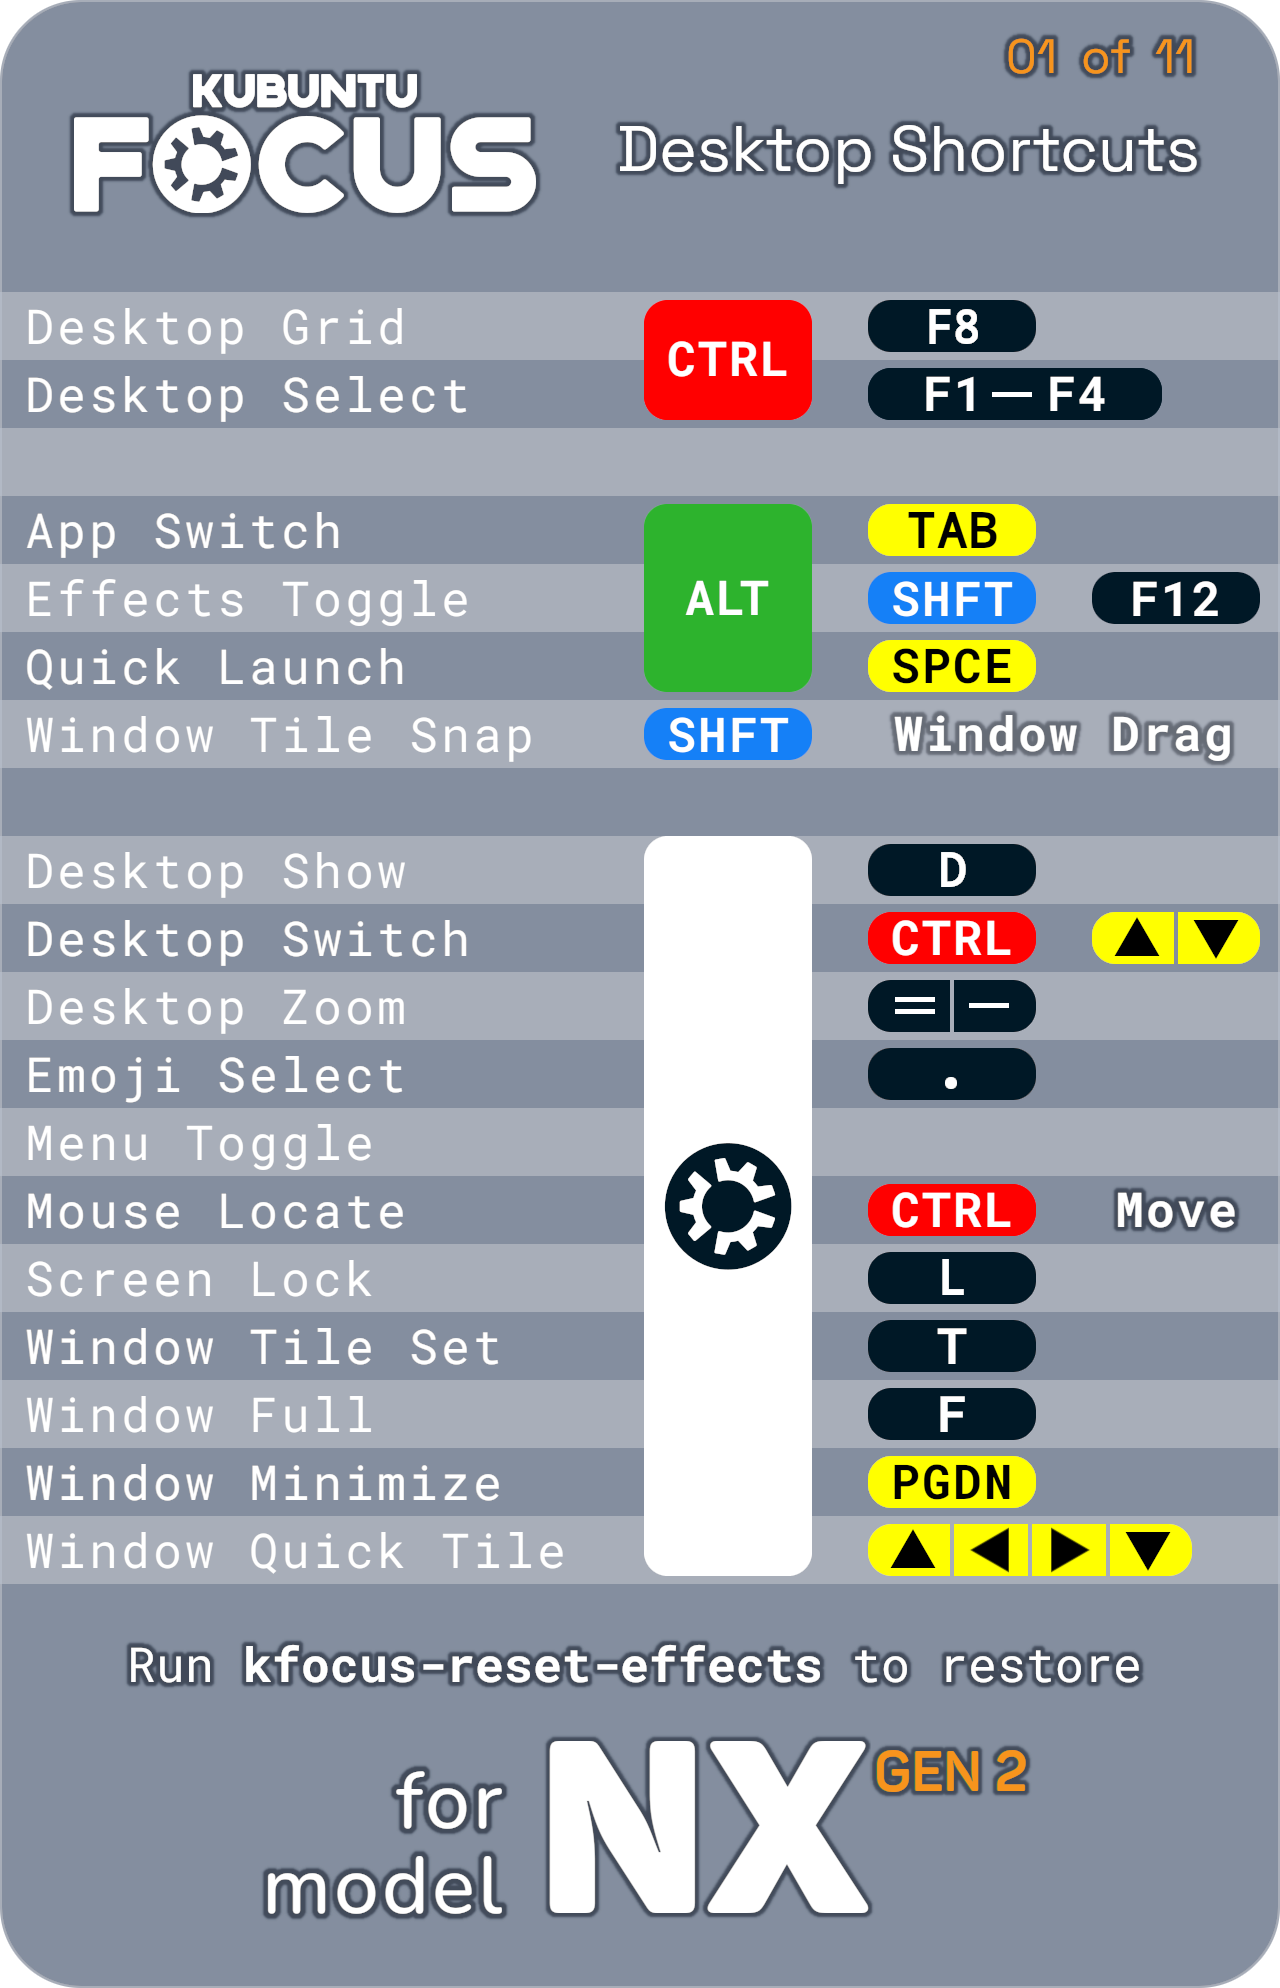 01 of 11
KUBUNTU
FOCUS
Desktop Shortcuts
Desktop Grid CTRL F8
Desktop Select F1 — F4
App Switch ALT TAB
Effects Toggle SHFT F12
Quick Launch SPCE
Window Tile Snap SHFT Window Drag
Desktop Show D
Desktop Switch CTRL ▲ ▼
Desktop Zoom = —
Emoji Select .
Menu Toggle
Mouse Locate CTRL Move
Screen Lock L
Window Tile Set T
Window Full F
Window Minimize PGDN
Window Quick Tile ▲ ◀ ▶ ▼
Run kfocus-reset-effects to restore
for model NX GEN 2